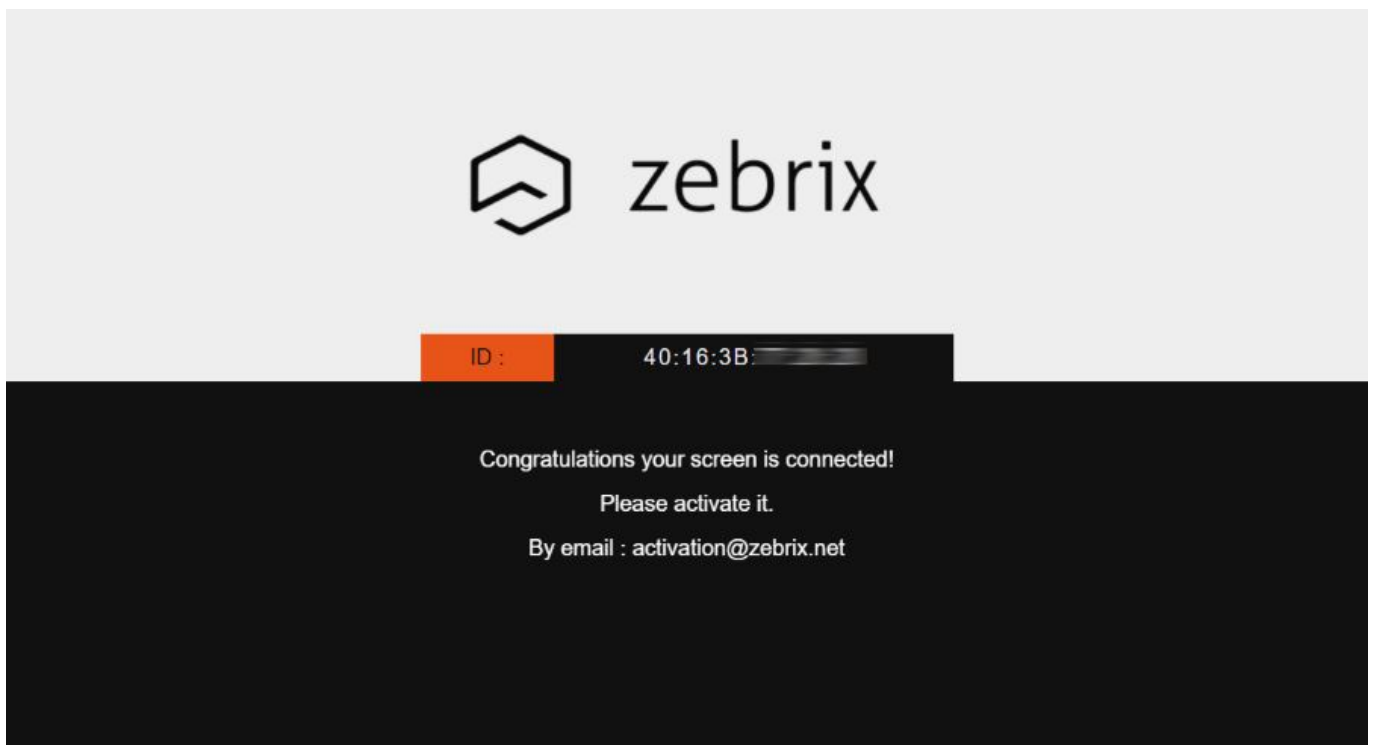 zebrix
ID : 40:16:3B:
Congratulations your screen is connected!
Please activate it.
By email : activation@zebrix.net